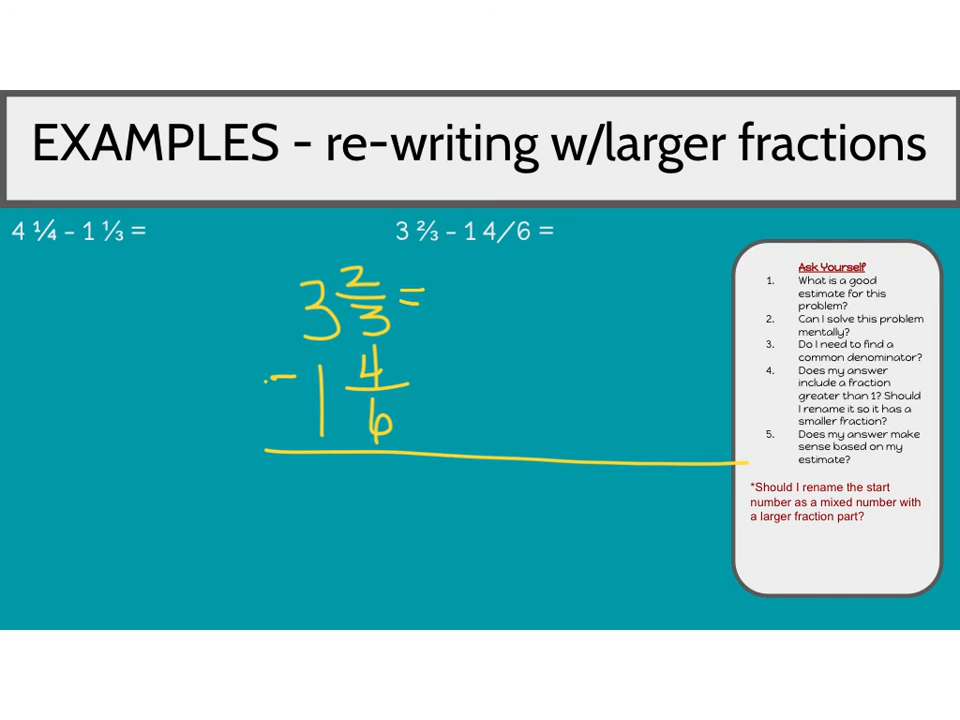 EXAMPLES - re-writing w/larger fractions
4 ¼ - 1 ⅓ =
3 ⅔ - 1 4/6 =
3 2/3 =
- 1 4/6
Ask Yourself
1. What is a good
estimate for this
problem?
2. Can I solve this problem
mentally?
3. Do I need to find a
common denominator?
4. Does my answer
include a fraction
greater than 1? Should
I rename it so it has a
smaller fraction?
5. Does my answer make
sense based on my
estimate?
*Should I rename the start
number as a mixed number with
a larger fraction part?